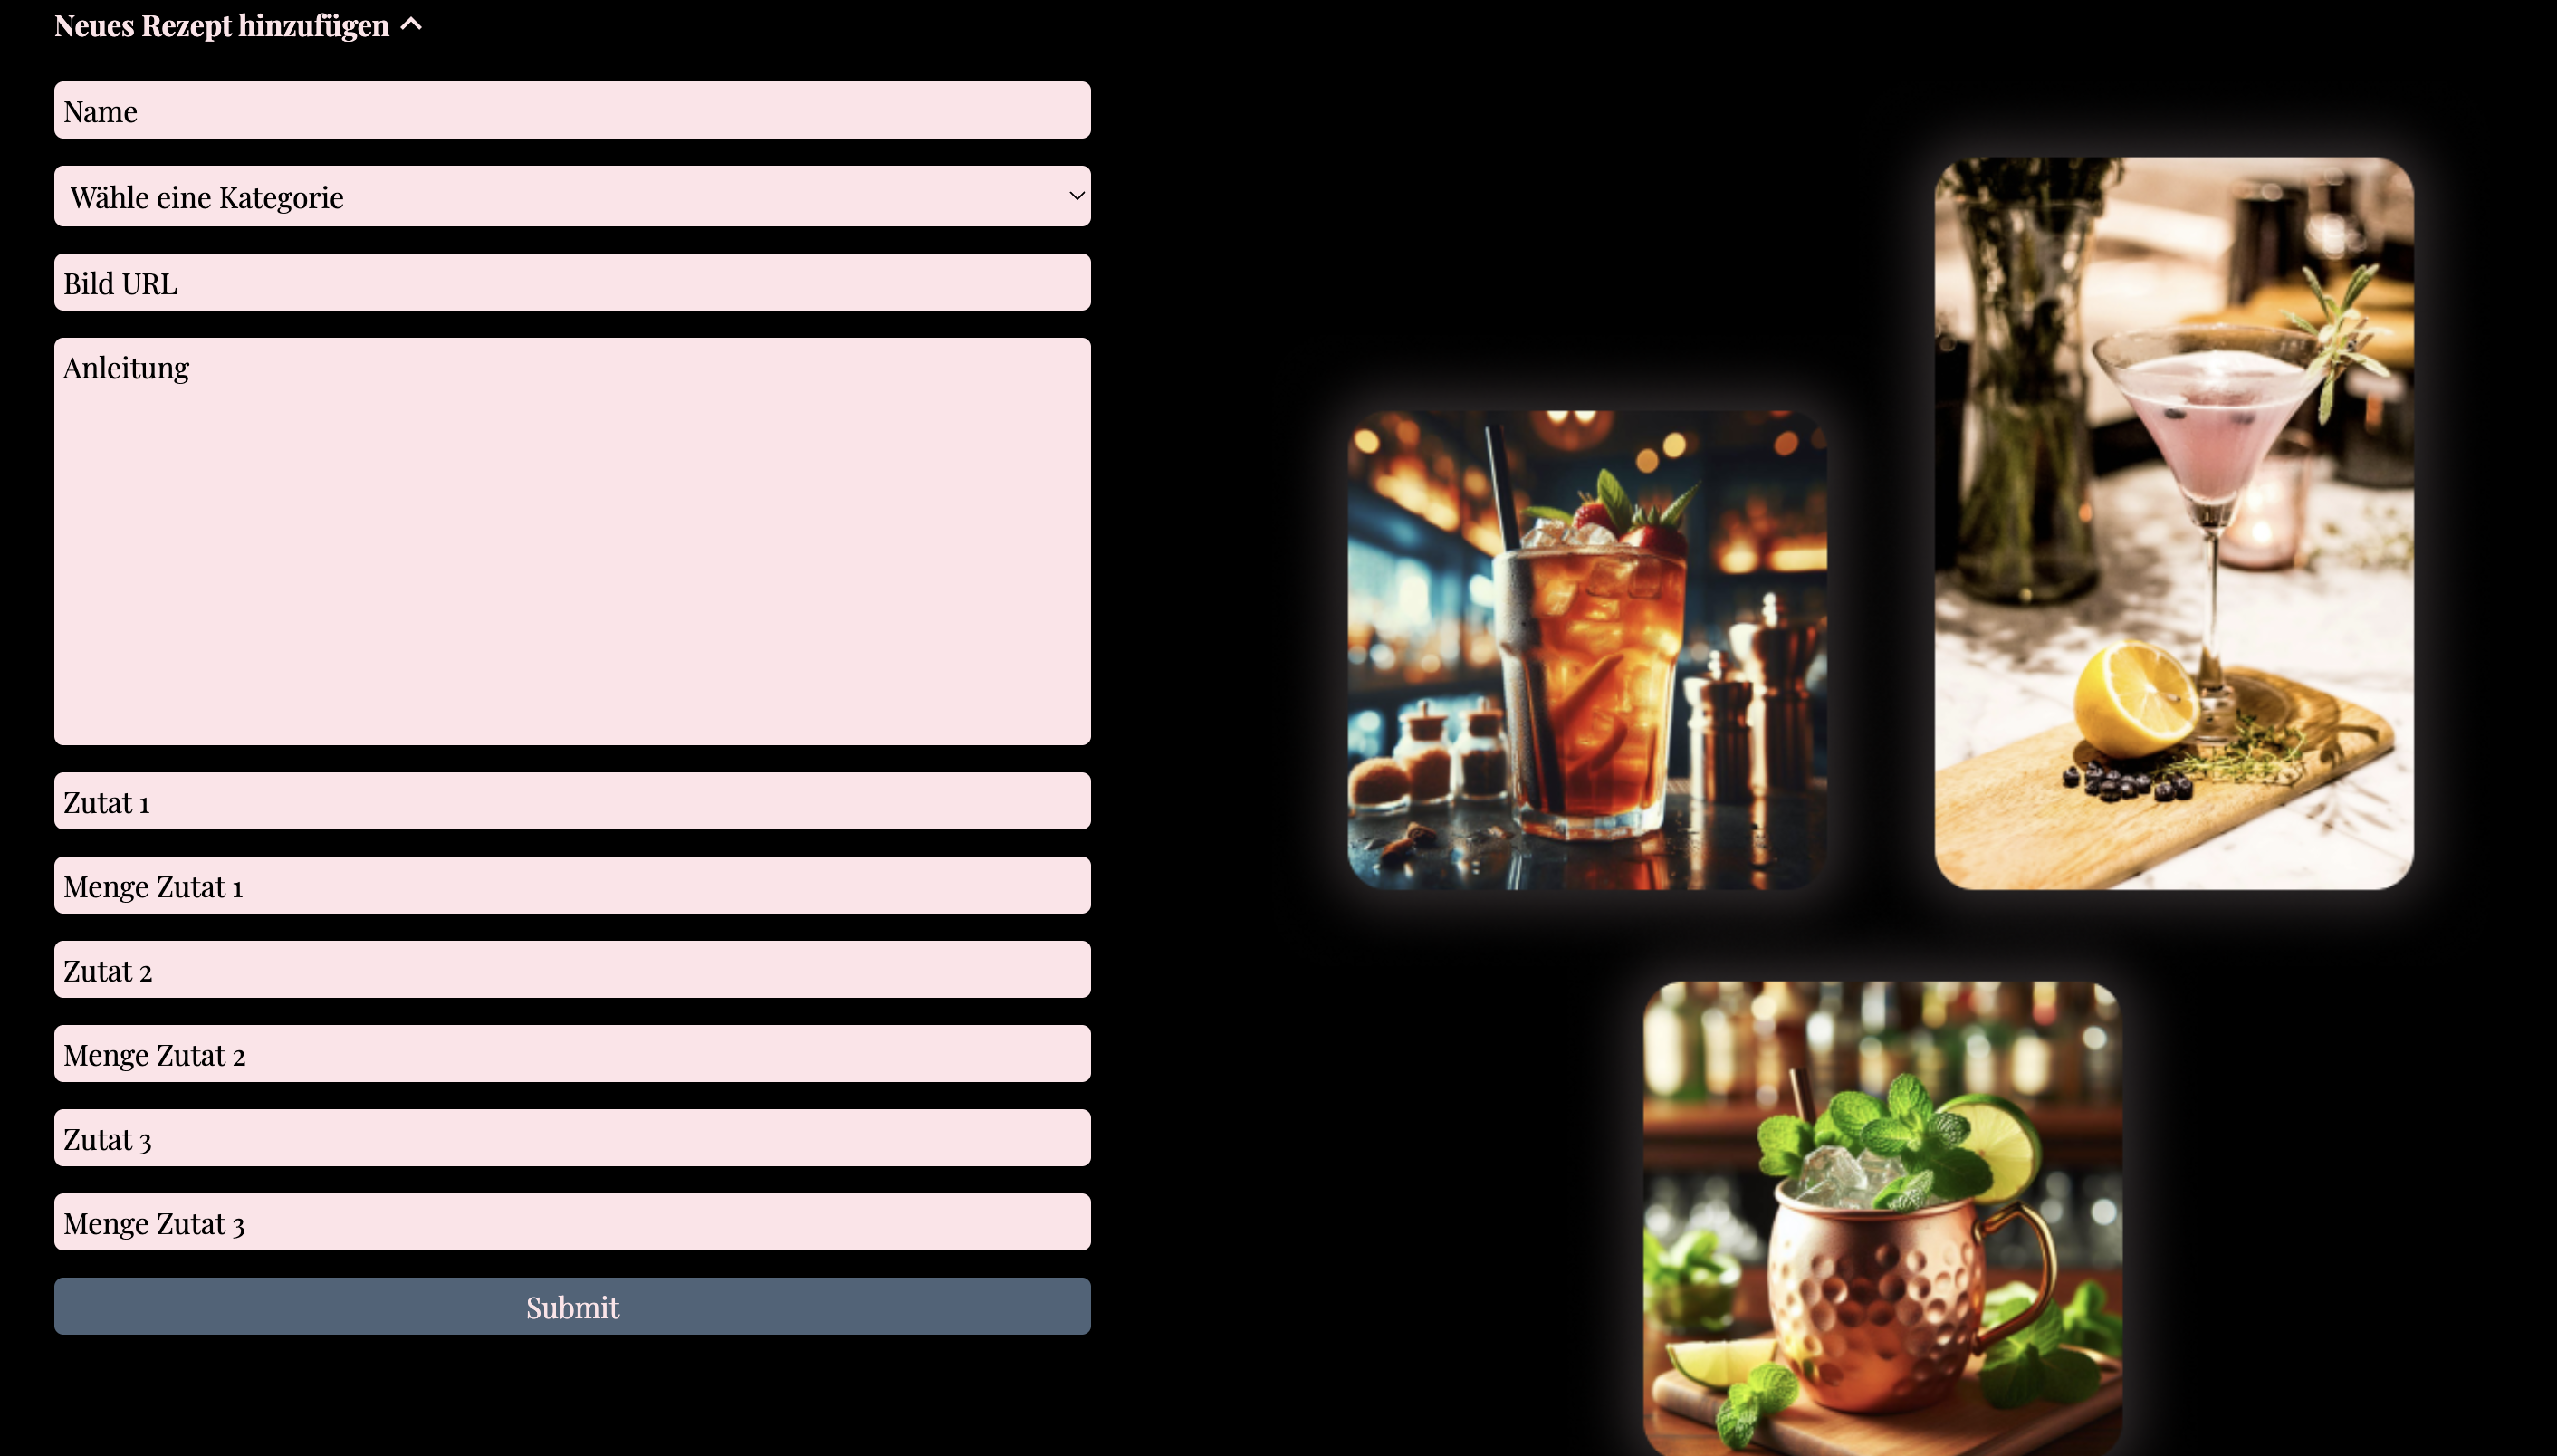 Neues Rezept hinzufügen
Name
Wähle eine Kategorie
Bild URL
Anleitung
Zutat 1
Menge Zutat 1
Zutat 2
Menge Zutat 2
Zutat 3
Menge Zutat 3
Submit